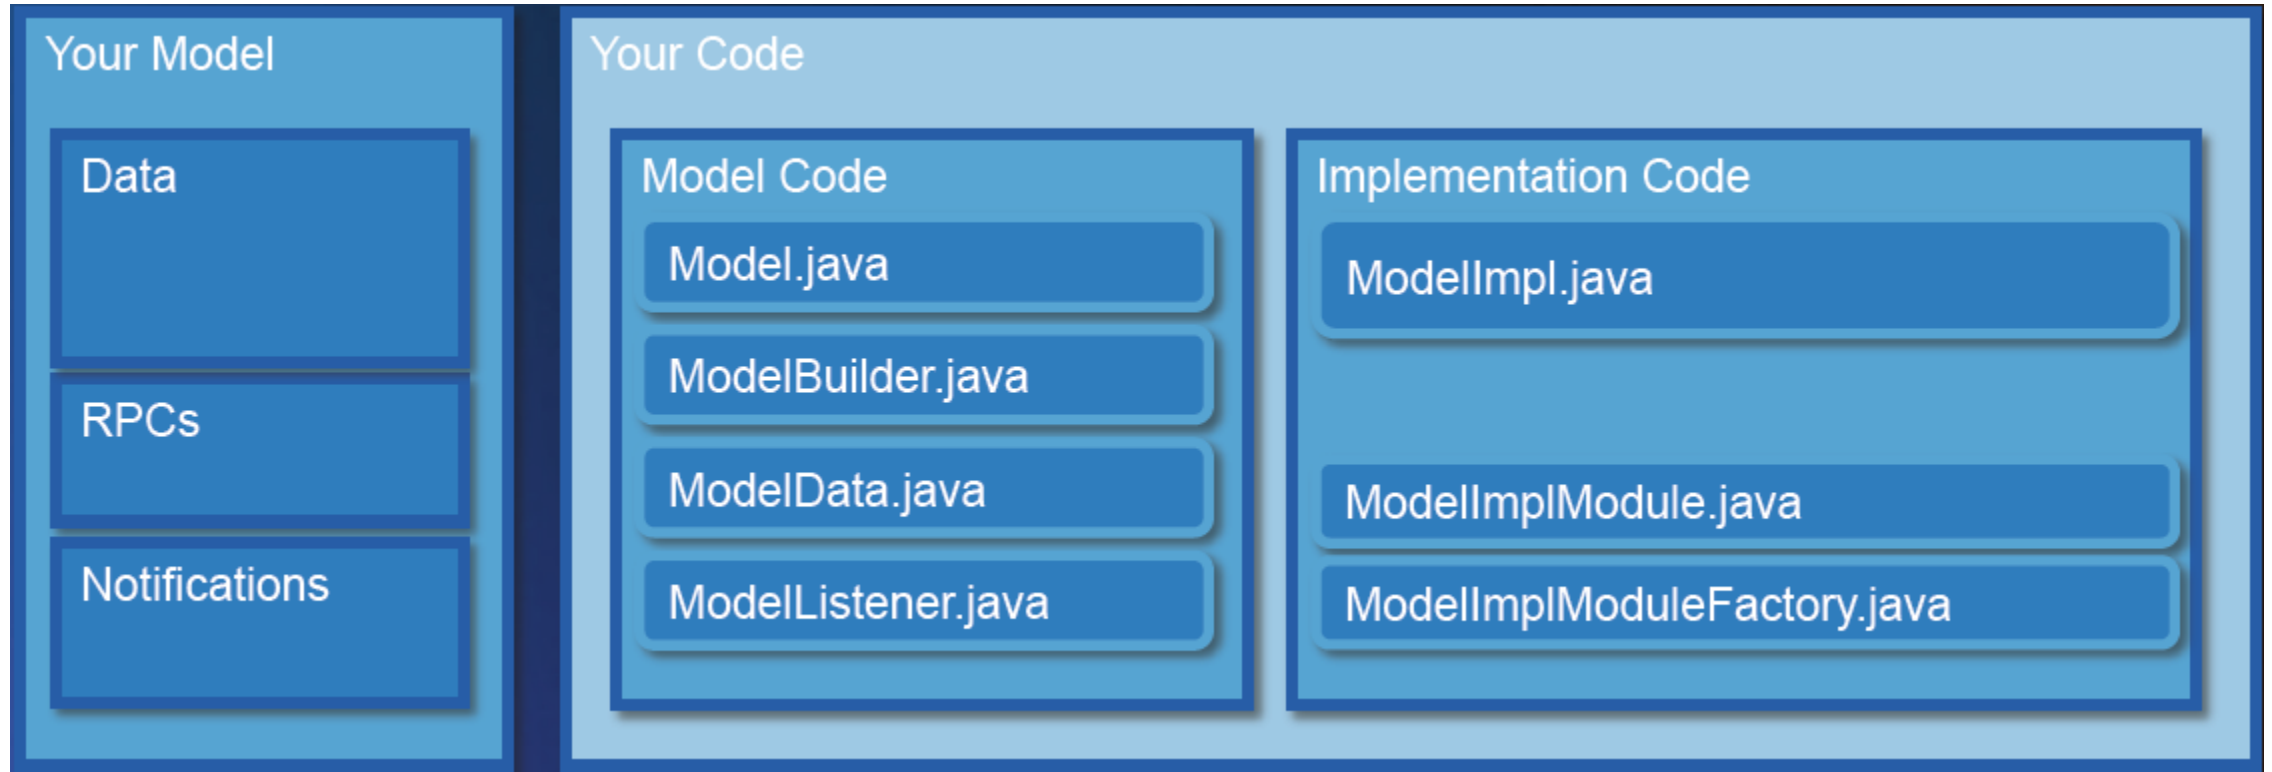 Your Model
Data
RPCs
Notifications
Your Code
Model Code
Model.java
ModelBuilder.java
ModelData.java
ModelListener.java
Implementation Code
ModelImpl.java
ModelImplModule.java
ModelImplModuleFactory.java